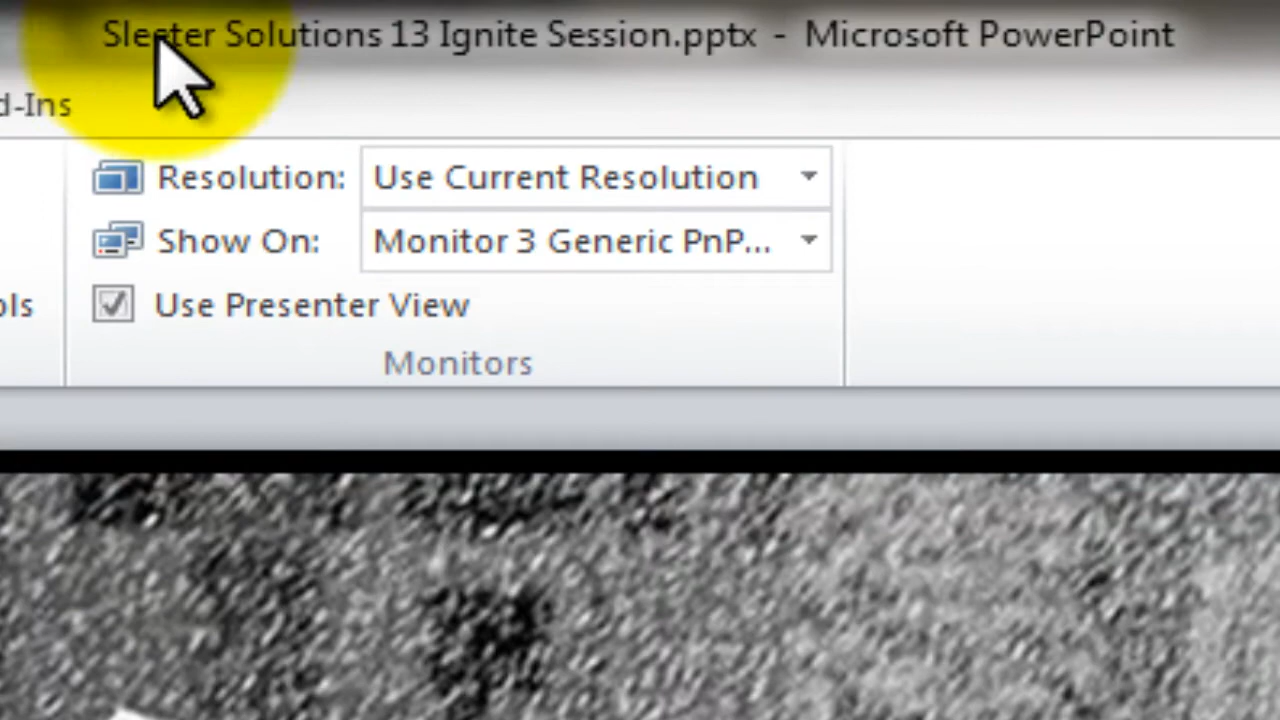 Sleeter Solutions 13 Ignite Session.pptx - Microsoft PowerPoint
d-Ins
Resolution: Use Current Resolution
Show On: Monitor 3 Generic PnP...
ols
Use Presenter View
Monitors